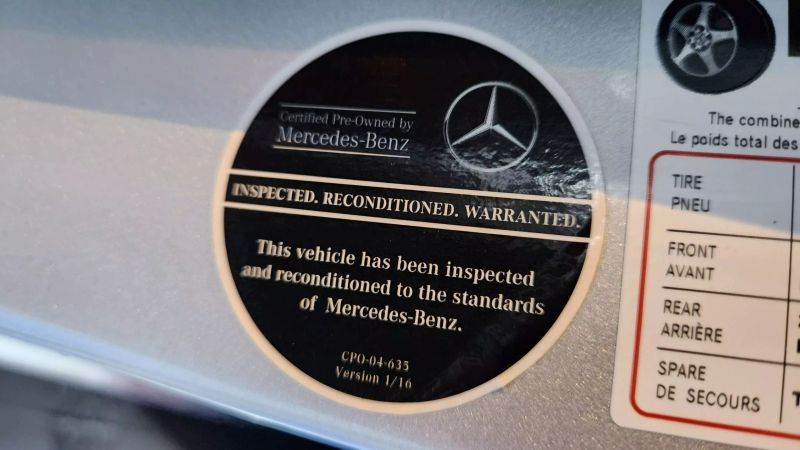 Certified Pre-Owned by
Mercedes-Benz
INSPECTED. RECONDITIONED. WARRANTED.
This vehicle has been inspected
and reconditioned to the standards
of Mercedes-Benz.
CPO-04-635
Version 1/16
The combine
Le poids total des
TIRE
PNEU
FRONT
AVANT
REAR
ARRIÈRE
SPARE
DE SECOURS